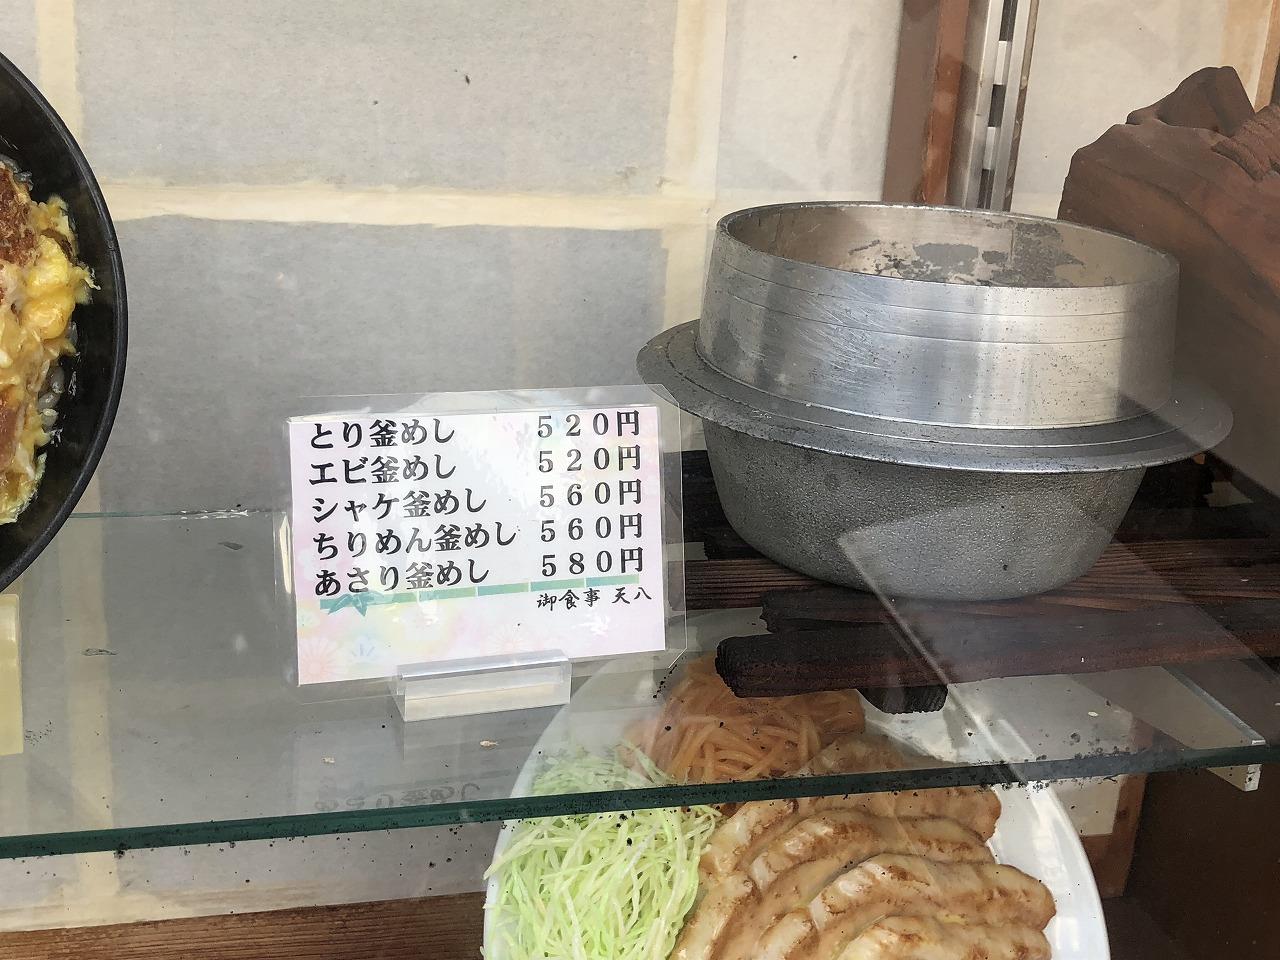 とり釜めし ５２０円
エビ釜めし ５２０円
シャケ釜めし ５６０円
ちりめん釜めし ５６０円
あさり釜めし ５８０円
御食事 天八